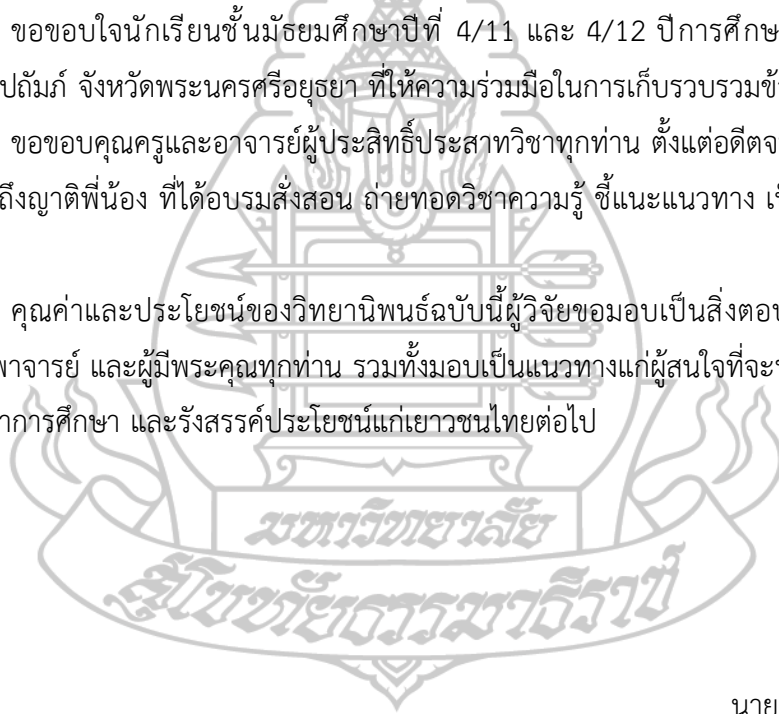 ขอขอบใจนักเรียนชั้นมัธยมศึกษาปีที่ 4/11 และ 4/12 ปีการศึกษ
ปถัมภ์ จังหวัดพระนครศรีอยุธยา ที่ให้ความร่วมมือในการเก็บรวบรวมข้
ขอขอบคุณครูและอาจารย์ผู้ประสิทธิ์ประสาทวิชาทุกท่าน ตั้งแต่อดีตจ
ถึงญาติพี่น้อง ที่ได้อบรมสั่งสอน ถ่ายทอดวิชาความรู้ ชี้แนะแนวทาง เป
คุณค่าและประโยชน์ของวิทยานิพนธ์ฉบับนี้ผู้วิจัยขอมอบเป็นสิ่งตอบ
พาจารย์ และผู้มีพระคุณทุกท่าน รวมทั้งมอบเป็นแนวทางแก่ผู้สนใจที่จะ
าการศึกษา และรังสรรค์ประโยชน์แก่เยาวชนไทยต่อไป
มหาวิทยาลัย
สุโขทัยธรรมาธิราช
นาย